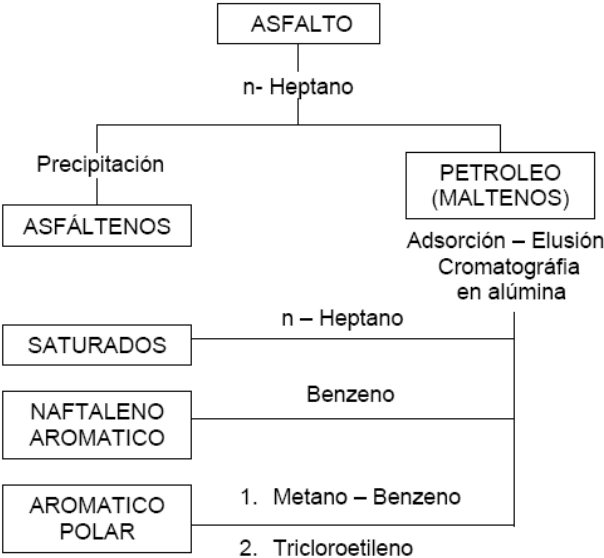 ASFALTO
n- Heptano
Precipitación
ASFÁLTENOS
PETROLEO
(MALTENOS)
Adsorción – Elusión
Cromatográfia
en alúmina
n – Heptano
SATURADOS
Benzeno
NAFTALENO
AROMATICO
1. Metano – Benzeno
AROMATICO
POLAR
2. Tricloroetileno